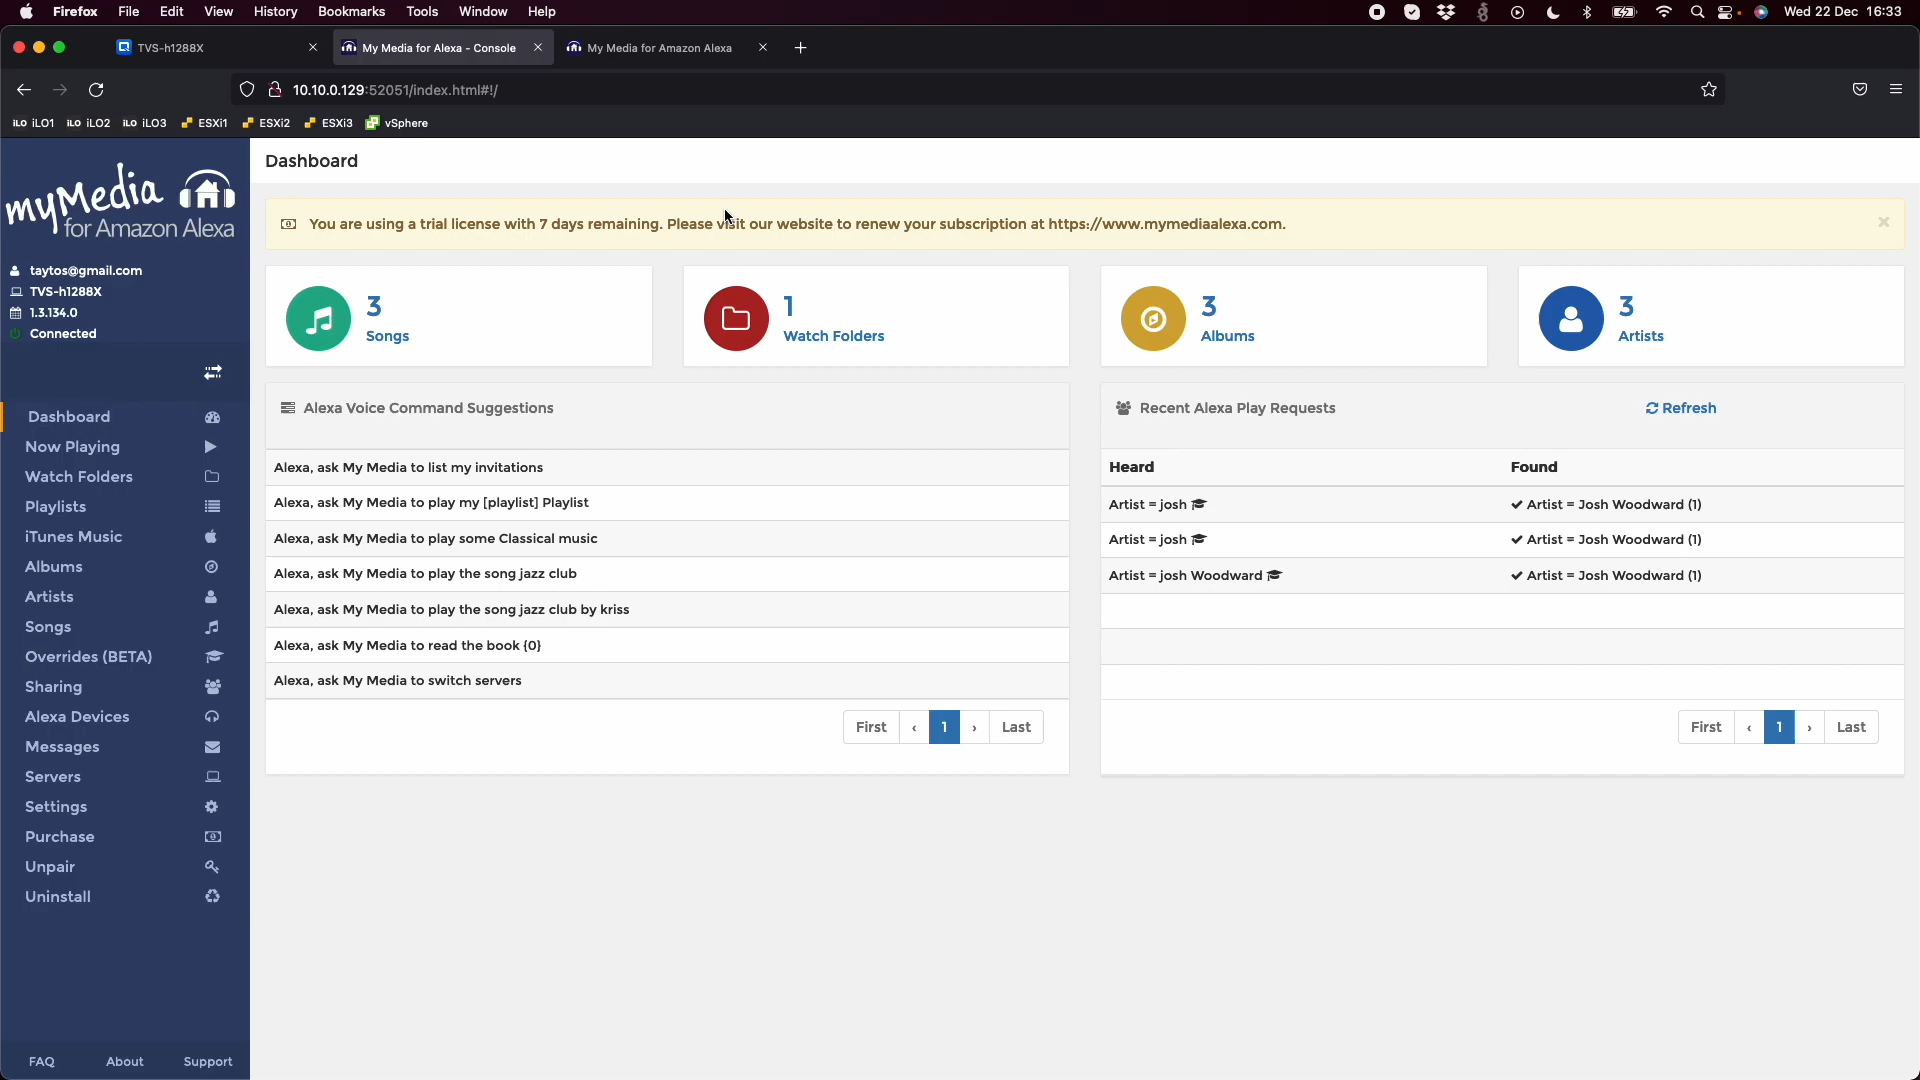 Firefox File Edit View History Bookmarks Tools Window Help Wed 22 Dec 16:33
TVS-h1288X My Media for Alexa - Console My Media for Amazon Alexa
10.10.0.129:52051/index.html#!/
iLO iLO1 iLO iLO2 iLO iLO3 ESXi1 ESXi2 ESXi3 vSphere
myMedia
for Amazon Alexa
taytos@gmail.com
TVS-h1288X
1.3.134.0
Connected
Dashboard
Now Playing
Watch Folders
Playlists
iTunes Music
Albums
Artists
Songs
Overrides (BETA)
Sharing
Alexa Devices
Messages
Servers
Settings
Purchase
Unpair
Uninstall
FAQ About Support
Dashboard
You are using a trial license with 7 days remaining. Please visit our website to renew your subscription at https://www.mymediaalexa.com.
3
Songs
1
Watch Folders
3
Albums
3
Artists
Alexa Voice Command Suggestions
Alexa, ask My Media to list my invitations
Alexa, ask My Media to play my [playlist] Playlist
Alexa, ask My Media to play some Classical music
Alexa, ask My Media to play the song jazz club
Alexa, ask My Media to play the song jazz club by kriss
Alexa, ask My Media to read the book {0}
Alexa, ask My Media to switch servers
First ‹ 1 › Last
Recent Alexa Play Requests Refresh
Heard Found
Artist = josh Artist = Josh Woodward (1)
Artist = josh Artist = Josh Woodward (1)
Artist = josh Woodward Artist = Josh Woodward (1)
First ‹ 1 › Last